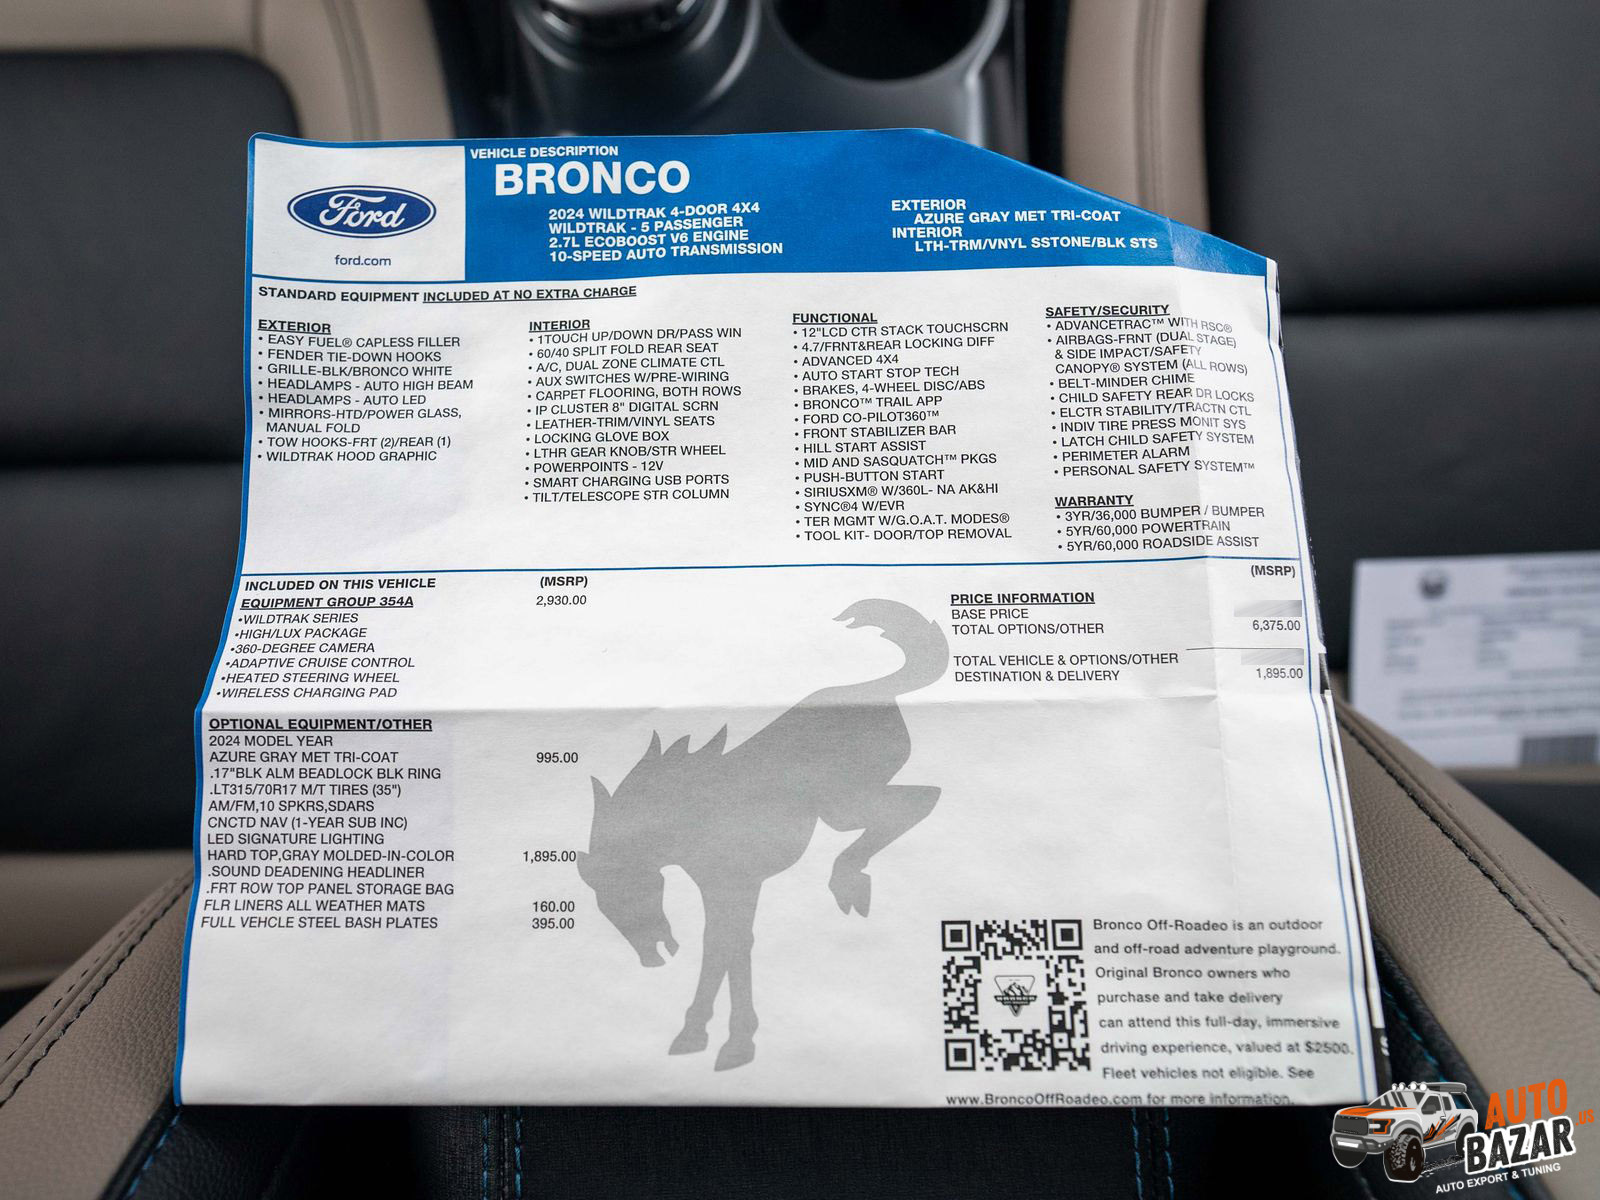 Ford
ford.com
VEHICLE DESCRIPTION
BRONCO
2024 WILDTRAK 4-DOOR 4X4
WILDTRAK - 5 PASSENGER
2.7L ECOBOOST V6 ENGINE
10-SPEED AUTO TRANSMISSION
EXTERIOR
AZURE GRAY MET TRI-COAT
INTERIOR
LTH-TRM/VNYL SSTONE/BLK STS
STANDARD EQUIPMENT INCLUDED AT NO EXTRA CHARGE
EXTERIOR
• EASY FUEL® CAPLESS FILLER
• FENDER TIE-DOWN HOOKS
• GRILLE-BLK/BRONCO WHITE
• HEADLAMPS - AUTO HIGH BEAM
• HEADLAMPS - AUTO LED
• MIRRORS-HTD/POWER GLASS,
MANUAL FOLD
• TOW HOOKS-FRT (2)/REAR (1)
• WILDTRAK HOOD GRAPHIC
INTERIOR
• 1TOUCH UP/DOWN DR/PASS WIN
• 60/40 SPLIT FOLD REAR SEAT
• A/C, DUAL ZONE CLIMATE CTL
• AUX SWITCHES W/PRE-WIRING
• CARPET FLOORING, BOTH ROWS
• IP CLUSTER 8" DIGITAL SCRN
• LEATHER-TRIM/VINYL SEATS
• LOCKING GLOVE BOX
• LTHR GEAR KNOB/STR WHEEL
• POWERPOINTS - 12V
• SMART CHARGING USB PORTS
• TILT/TELESCOPE STR COLUMN
FUNCTIONAL
• 12"LCD CTR STACK TOUCHSCRN
• 4.7/FRNT&REAR LOCKING DIFF
• ADVANCED 4X4
• AUTO START STOP TECH
• BRAKES, 4-WHEEL DISC/ABS
• BRONCO™ TRAIL APP
• FORD CO-PILOT360™
• FRONT STABILIZER BAR
• HILL START ASSIST
• MID AND SASQUATCH™ PKGS
• PUSH-BUTTON START
• SIRIUSXM® W/360L- NA AK&HI
• SYNC®4 W/EVR
• TER MGMT W/G.O.A.T. MODES®
• TOOL KIT- DOOR/TOP REMOVAL
SAFETY/SECURITY
• ADVANCETRAC™ WITH RSC®
• AIRBAGS-FRNT (DUAL STAGE)
& SIDE IMPACT/SAFETY
CANOPY® SYSTEM (ALL ROWS)
• BELT-MINDER CHIME
• CHILD SAFETY REAR DR LOCKS
• ELCTR STABILITY/TRACTN CTL
• INDIV TIRE PRESS MONIT SYS
• LATCH CHILD SAFETY SYSTEM
• PERIMETER ALARM
• PERSONAL SAFETY SYSTEM™
WARRANTY
• 3YR/36,000 BUMPER / BUMPER
• 5YR/60,000 POWERTRAIN
• 5YR/60,000 ROADSIDE ASSIST
INCLUDED ON THIS VEHICLE (MSRP)
EQUIPMENT GROUP 354A 2,930.00
•WILDTRAK SERIES
•HIGH/LUX PACKAGE
•360-DEGREE CAMERA
•ADAPTIVE CRUISE CONTROL
•HEATED STEERING WHEEL
•WIRELESS CHARGING PAD
OPTIONAL EQUIPMENT/OTHER
2024 MODEL YEAR
AZURE GRAY MET TRI-COAT 995.00
.17"BLK ALM BEADLOCK BLK RING
.LT315/70R17 M/T TIRES (35")
AM/FM,10 SPKRS,SDARS
CNCTD NAV (1-YEAR SUB INC)
LED SIGNATURE LIGHTING
HARD TOP,GRAY MOLDED-IN-COLOR 1,895.00
.SOUND DEADENING HEADLINER
.FRT ROW TOP PANEL STORAGE BAG
FLR LINERS ALL WEATHER MATS 160.00
FULL VEHCLE STEEL BASH PLATES 395.00
(MSRP)
PRICE INFORMATION
BASE PRICE
TOTAL OPTIONS/OTHER 6,375.00
TOTAL VEHICLE & OPTIONS/OTHER
DESTINATION & DELIVERY 1,895.00
Bronco Off-Roadeo is an outdoor
and off-road adventure playground.
Original Bronco owners who
purchase and take delivery
can attend this full-day, immersive
driving experience, valued at $2500.
Fleet vehicles not eligible. See
www.BroncoOffRoadeo.com for more information.
AUTO
BAZAR.US
AUTO EXPORT & TUNING